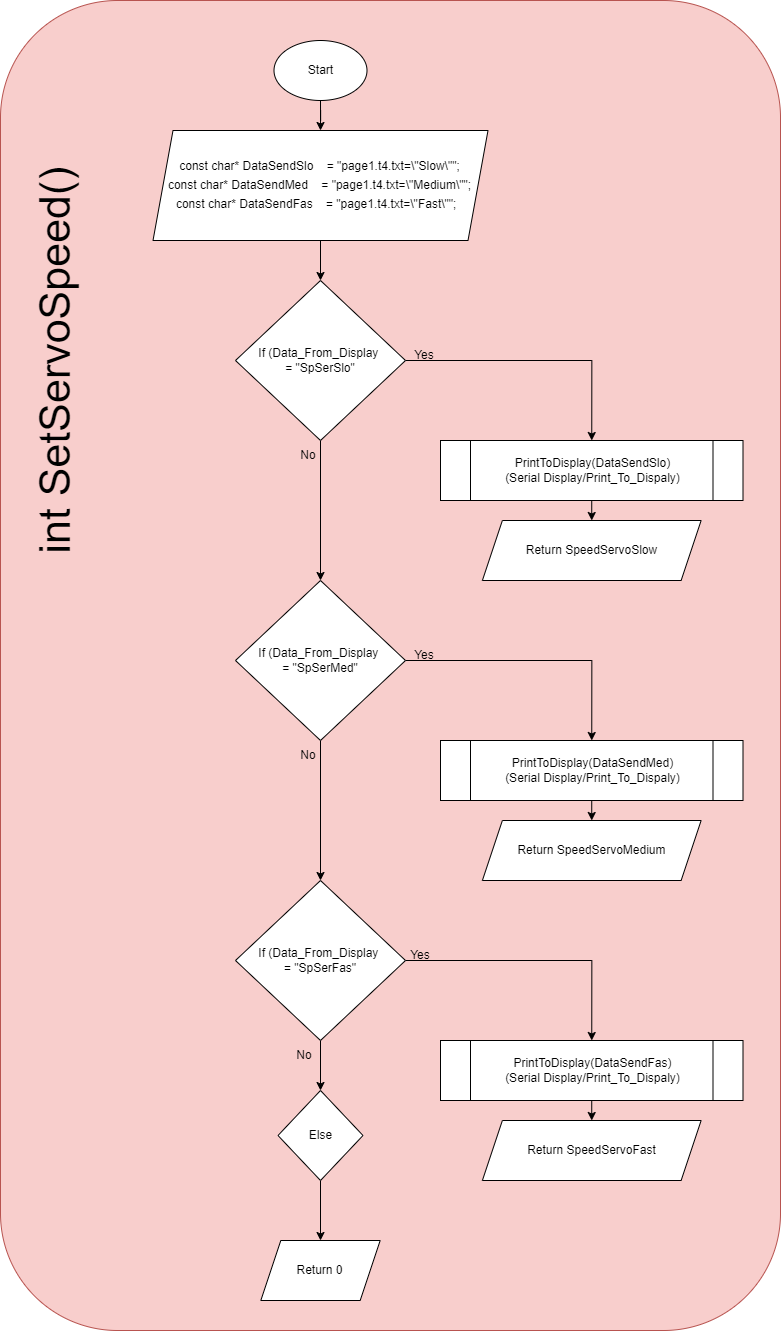 int SetServoSpeed()
Start
const char* DataSendSlo = "page1.t4.txt=\"Slow\"";
const char* DataSendMed = "page1.t4.txt=\"Medium\"";
const char* DataSendFas = "page1.t4.txt=\"Fast\"";
If (Data_From_Display
= "SpSerSlo"
Yes
No
PrintToDisplay(DataSendSlo)
(Serial Display/Print_To_Dispaly)
Return SpeedServoSlow
If (Data_From_Display
= "SpSerMed"
Yes
No
PrintToDisplay(DataSendMed)
(Serial Display/Print_To_Dispaly)
Return SpeedServoMedium
If (Data_From_Display
= "SpSerFas"
Yes
No
PrintToDisplay(DataSendFas)
(Serial Display/Print_To_Dispaly)
Return SpeedServoFast
Else
Return 0